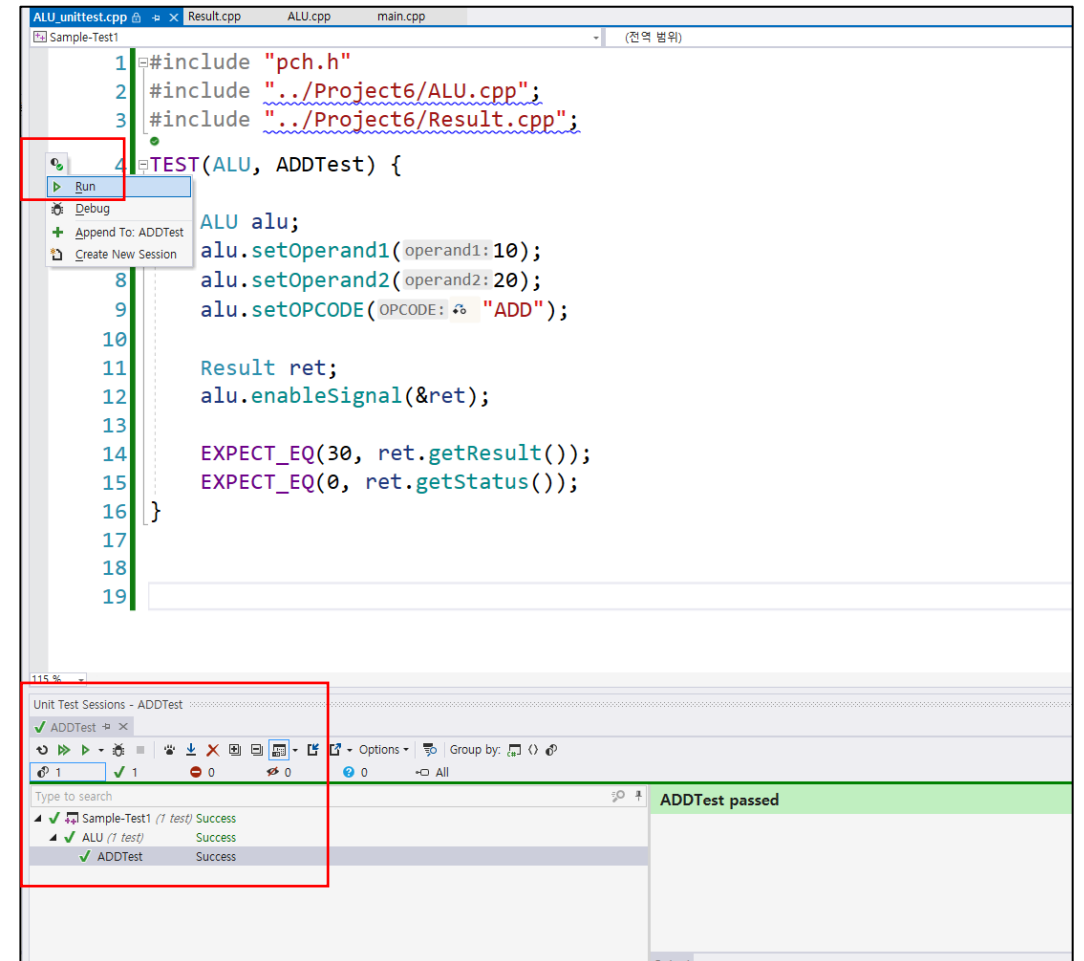 ALU_unittest.cpp Result.cpp ALU.cpp main.cpp
Sample-Test1 (전역 범위)
1 #include "pch.h"
2 #include "../Project6/ALU.cpp";
3 #include "../Project6/Result.cpp";
4 TEST(ALU, ADDTest) {
Run
Debug
ALU alu;
Append To: ADDTest
alu.setOperand1(operand1:10);
Create New Session
8 alu.setOperand2(operand2:20);
9 alu.setOPCODE(OPCODE: "ADD");
10
11 Result ret;
12 alu.enableSignal(&ret);
13
14 EXPECT_EQ(30, ret.getResult());
15 EXPECT_EQ(0, ret.getStatus());
16 }
17
18
19
115 %
Unit Test Sessions - ADDTest
ADDTest
Options Group by:
1 1 0 0 0 All
Type to search
ADDTest passed
Sample-Test1 (1 test) Success
ALU (1 test) Success
ADDTest Success